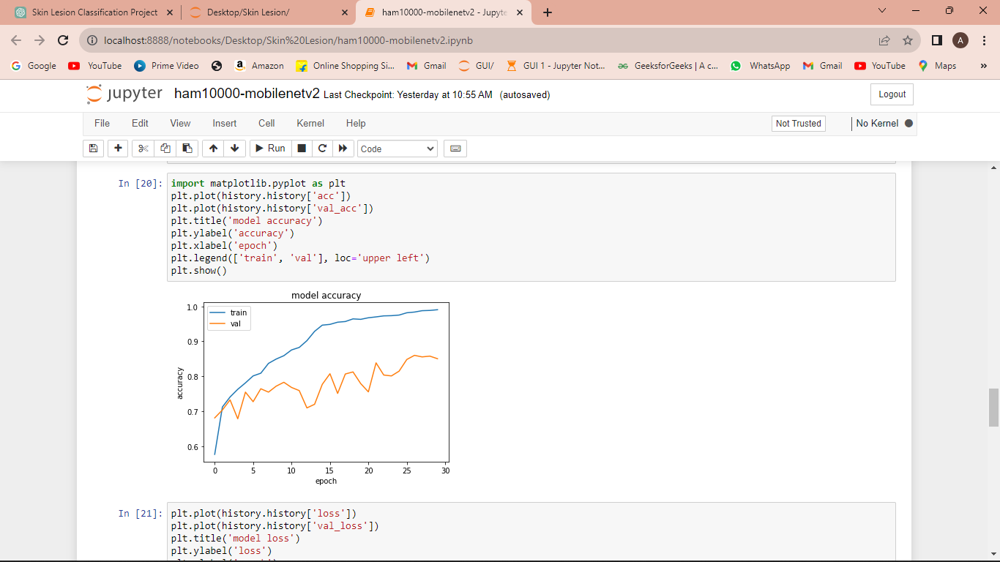 Skin Lesion Classification Project
Desktop/Skin Lesion/
ham10000-mobilenetv2 - Jupyte
localhost:8888/notebooks/Desktop/Skin%20Lesion/ham10000-mobilenetv2.ipynb
A
Google YouTube Prime Video Amazon Online Shopping Si... Gmail GUI/ GUI 1 - Jupyter Not... GeeksforGeeks | A c... WhatsApp Gmail YouTube Maps »
jupyter ham10000-mobilenetv2 Last Checkpoint: Yesterday at 10:55 AM (autosaved) Logout
File Edit View Insert Cell Kernel Help Not Trusted No Kernel
Run Code
In [20]: import matplotlib.pyplot as plt
plt.plot(history.history['acc'])
plt.plot(history.history['val_acc'])
plt.title('model accuracy')
plt.ylabel('accuracy')
plt.xlabel('epoch')
plt.legend(['train', 'val'], loc='upper left')
plt.show()
model accuracy
train
val
1.0
0.9
0.8
0.7
0.6
accuracy
0 5 10 15 20 25 30
epoch
In [21]: plt.plot(history.history['loss'])
plt.plot(history.history['val_loss'])
plt.title('model loss')
plt.ylabel('loss')